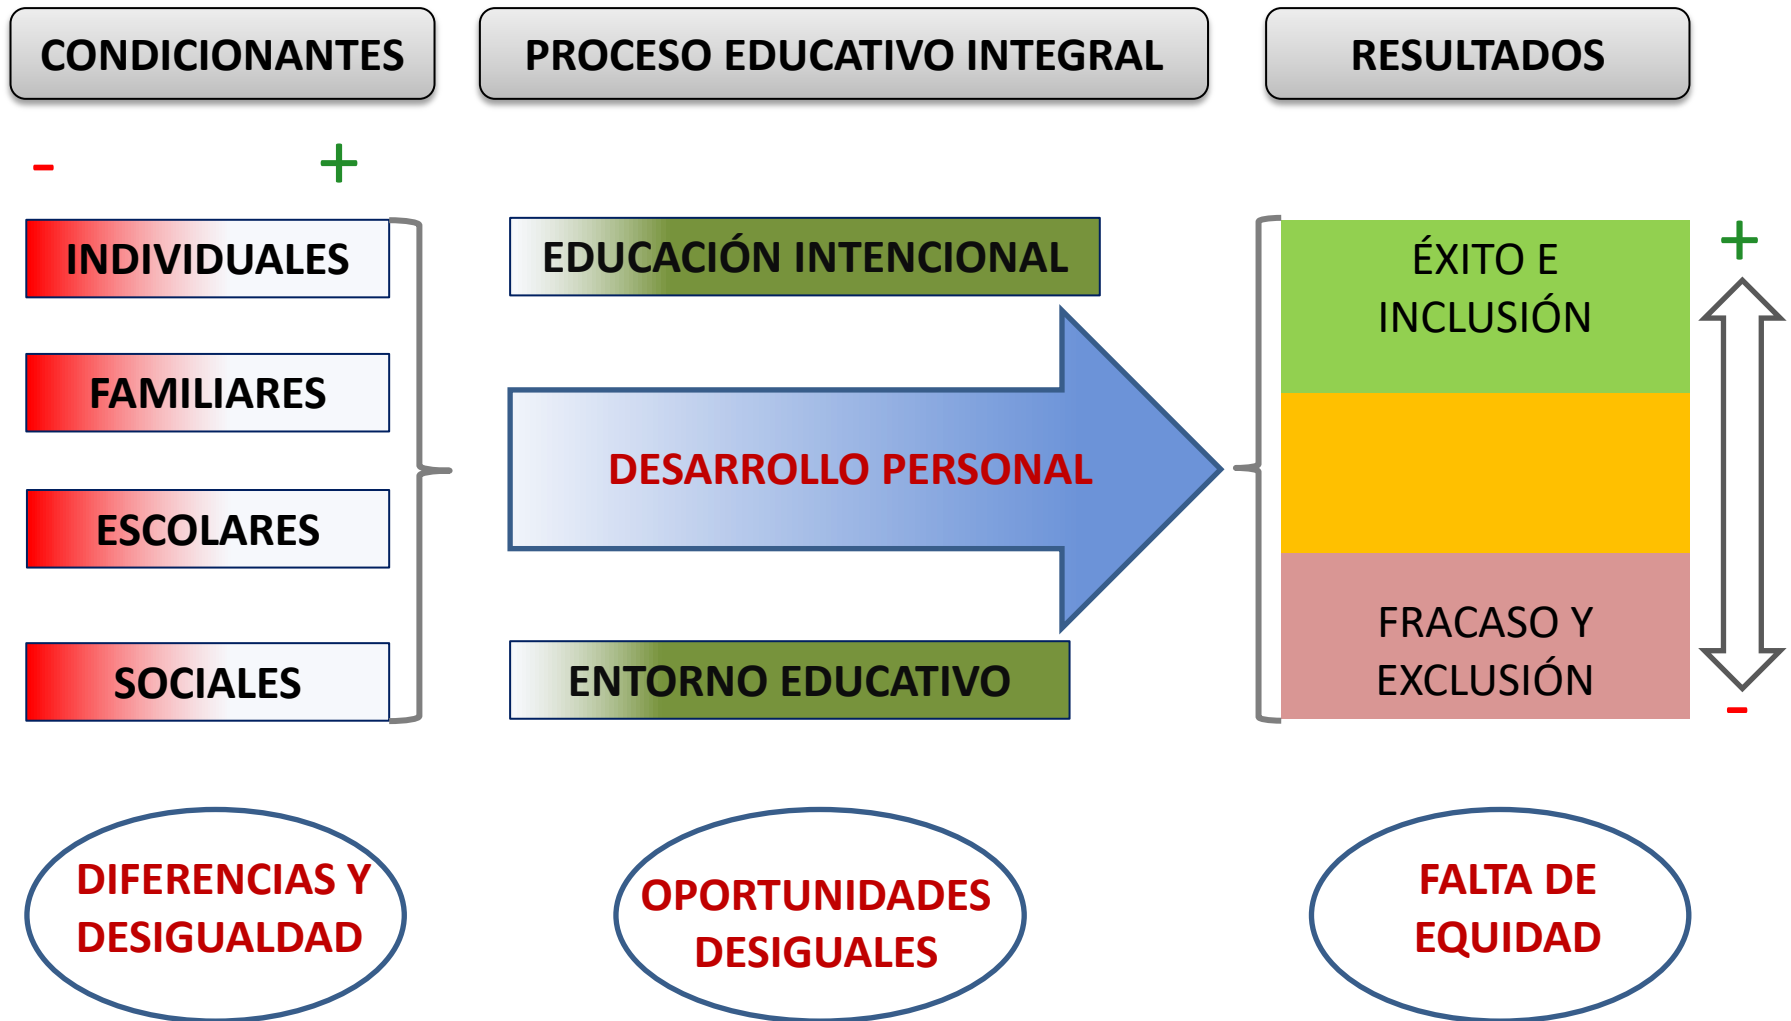 CONDICIONANTES
PROCESO EDUCATIVO INTEGRAL
RESULTADOS
- +
INDIVIDUALES
FAMILIARES
ESCOLARES
SOCIALES
EDUCACIÓN INTENCIONAL
DESARROLLO PERSONAL
ENTORNO EDUCATIVO
ÉXITO E
INCLUSIÓN
FRACASO Y
EXCLUSIÓN
+
-
DIFERENCIAS Y
DESIGUALDAD
OPORTUNIDADES
DESIGUALES
FALTA DE
EQUIDAD